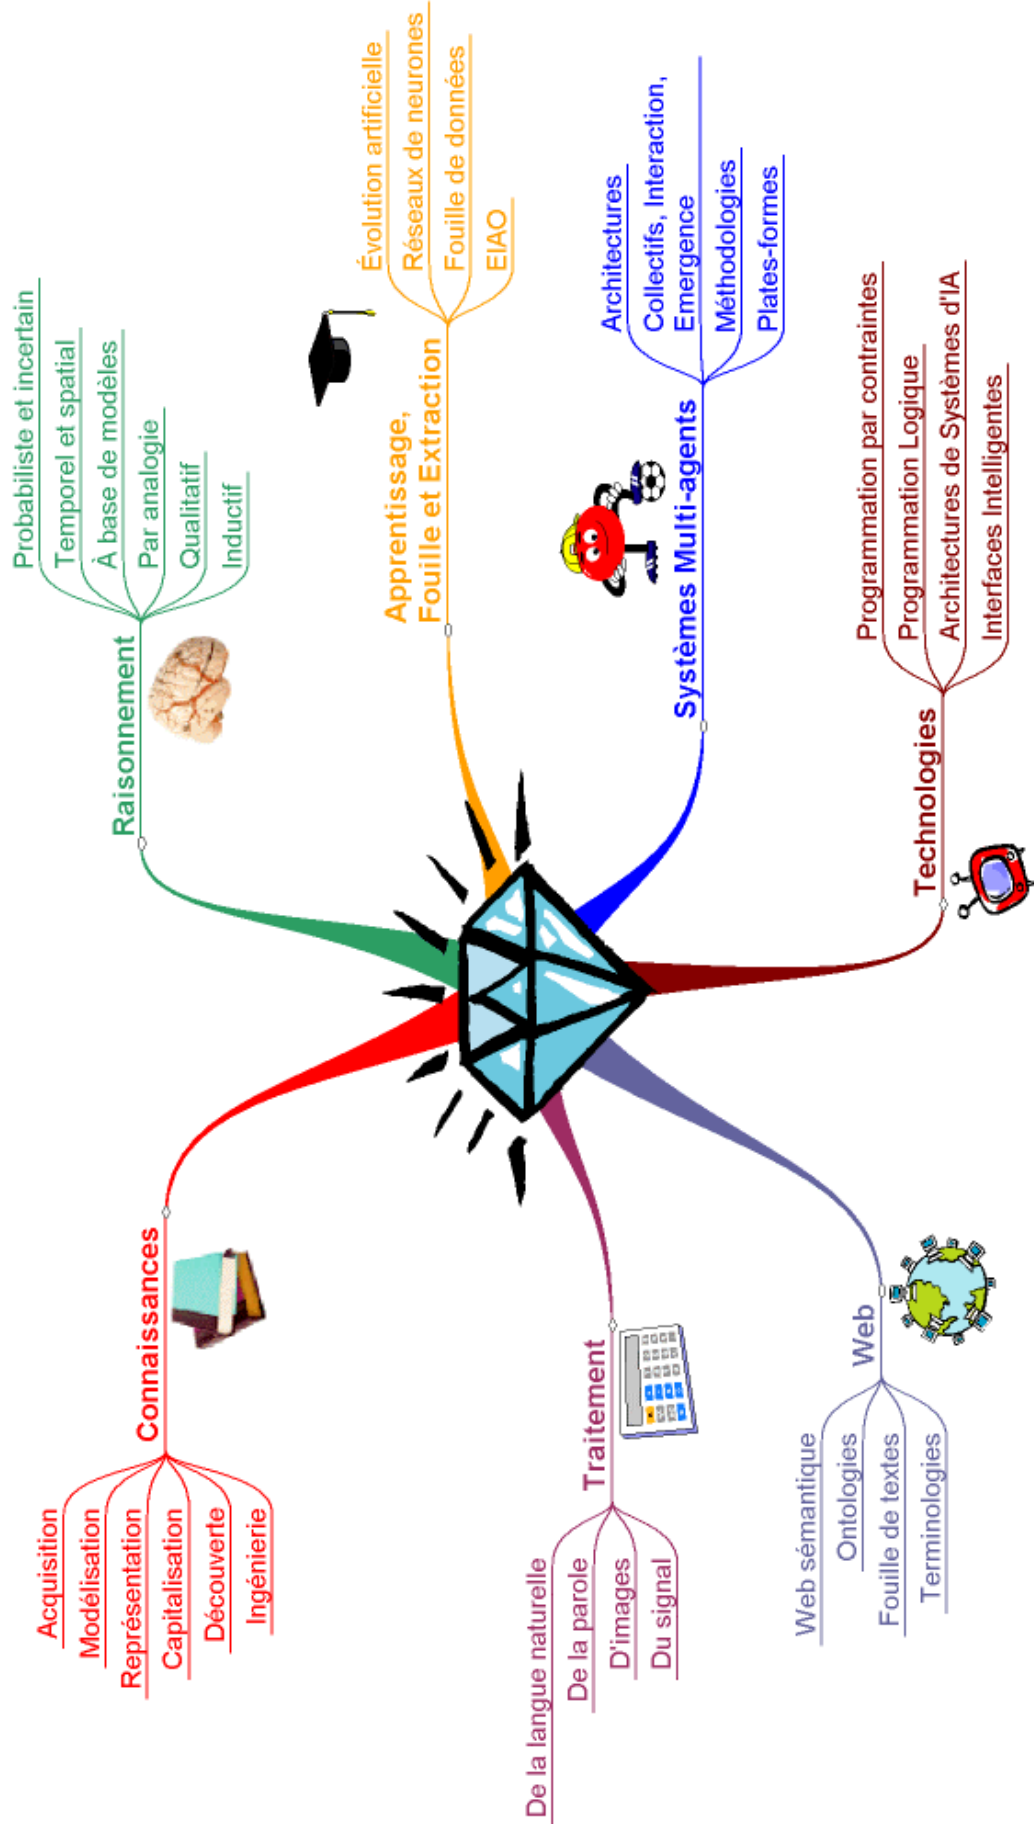 Connaissances
Acquisition
Modélisation
Représentation
Capitalisation
Découverte
Ingénierie
Traitement
De la langue naturelle
De la parole
D'images
Du signal
Web
Web sémantique
Ontologies
Fouille de textes
Terminologies
Raisonnement
Probabiliste et incertain
Temporel et spatial
À base de modèles
Par analogie
Qualitatif
Inductif
Apprentissage,
Fouille et Extraction
Évolution artificielle
Réseaux de neurones
Fouille de données
EIAO
Systèmes Multi-agents
Architectures
Collectifs, Interaction,
Emergence
Méthodologies
Plates-formes
Technologies
Programmation par contraintes
Programmation Logique
Architectures de Systèmes d'IA
Interfaces Intelligentes